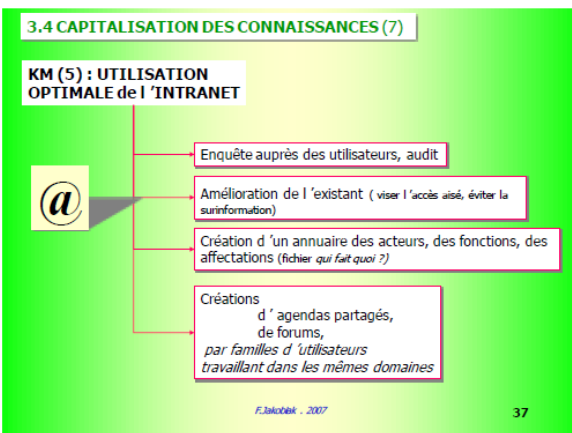 3.4 CAPITALISATION DES CONNAISSANCES (7)
KM (5) : UTILISATION
OPTIMALE de l 'INTRANET
Enquête auprès des utilisateurs, audit
@
Amélioration de l 'existant ( viser l 'accès aisé, éviter la
surinformation)
Création d 'un annuaire des acteurs, des fonctions, des
affectations (fichier qui fait quoi ?)
Créations
d ' agendas partagés,
de forums,
par familles d 'utilisateurs
travaillant dans les mêmes domaines
F.Jakobiak . 2007
37